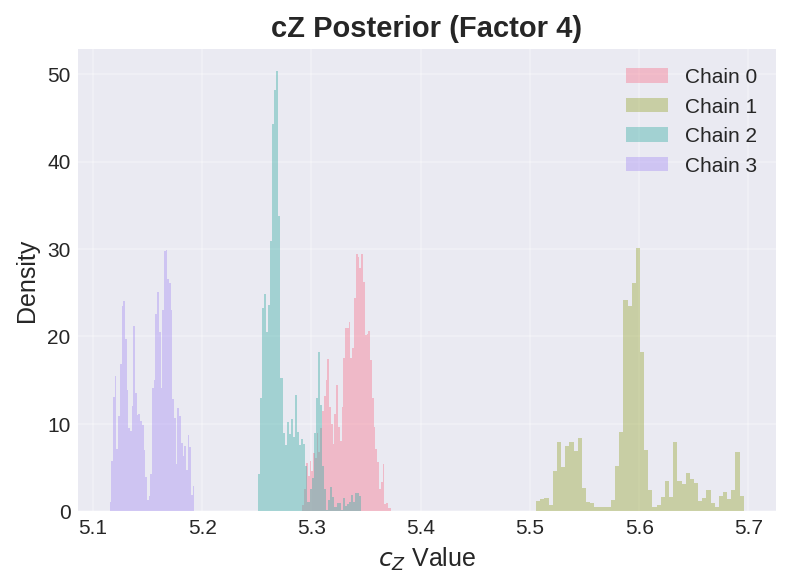 cZ Posterior (Factor 4)
Chain 0
Chain 1
Chain 2
Chain 3
Density
50
40
30
20
10
0
5.1 5.2 5.3 5.4 5.5 5.6 5.7
c_Z Value